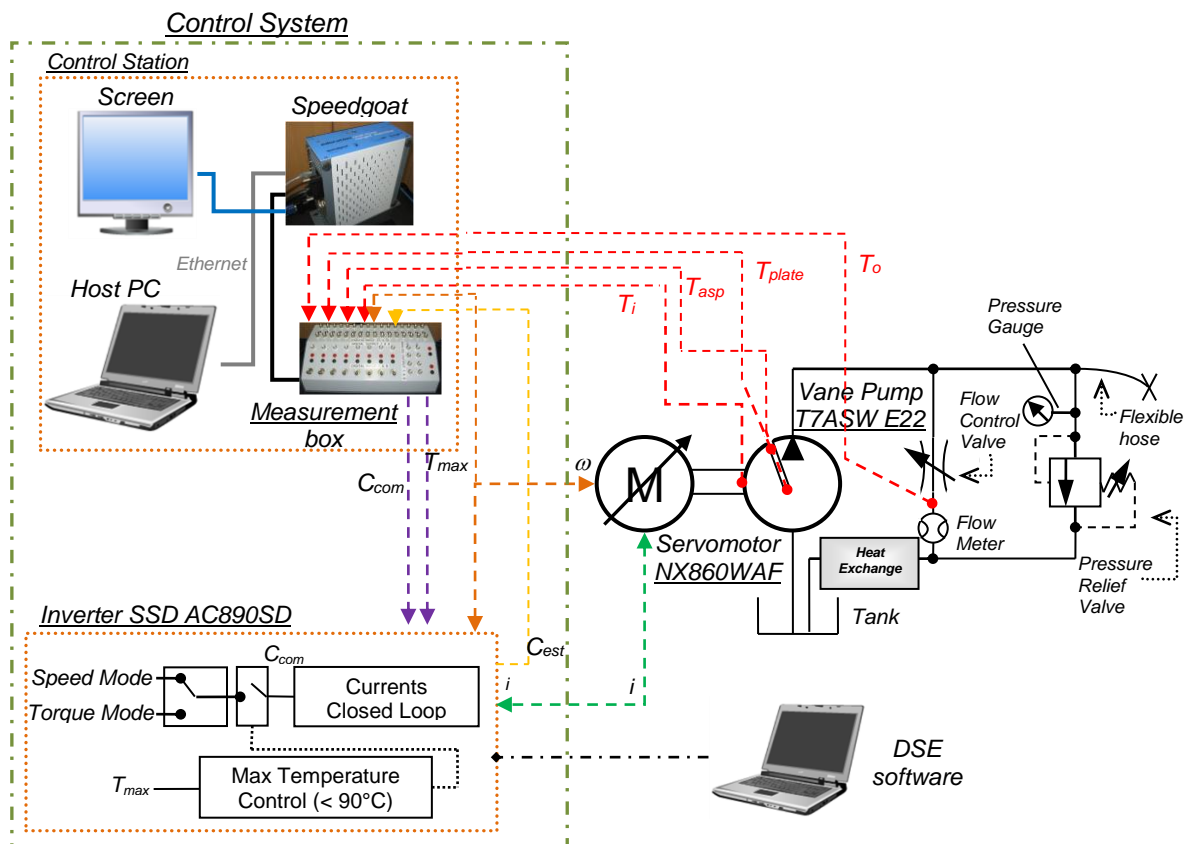 Control System
Control Station
Screen
Speedgoat
Ethernet
Host PC
Measurement
box
T_plate
T_o
T_asp
T_i
Pressure
Gauge
Vane Pump
T7ASW E22
Flow
Control
Valve
Flexible
hose
T_max
C_com
ω
M
Servomotor
NX860WAF
Flow
Meter
Heat
Exchange
Pressure
Relief
Valve
Tank
Inverter SSD AC890SD
C_est
C_com
Speed Mode
Torque Mode
Currents
Closed Loop
i
i
T_max
Max Temperature
Control (< 90°C)
DSE
software